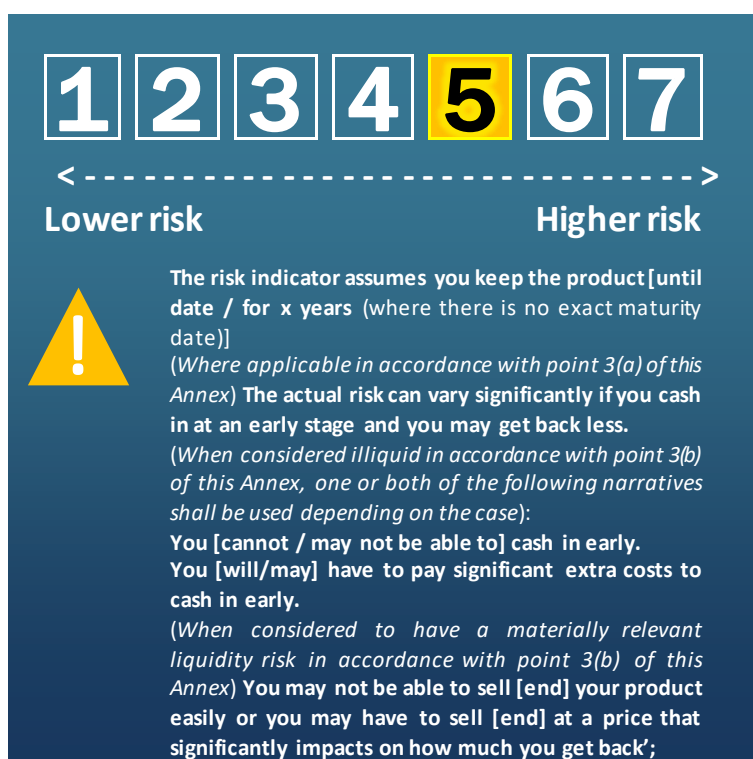 1 2 3 4 5 6 7
<------------------------------->
Lower risk Higher risk
!
The risk indicator assumes you keep the product [until
date / for x years (where there is no exact maturity
date)]
(Where applicable in accordance with point 3(a) of this
Annex) The actual risk can vary significantly if you cash
in at an early stage and you may get back less.
(When considered illiquid in accordance with point 3(b)
of this Annex, one or both of the following narratives
shall be used depending on the case):
You [cannot / may not be able to] cash in early.
You [will/may] have to pay significant extra costs to
cash in early.
(When considered to have a materially relevant
liquidity risk in accordance with point 3(b) of this
Annex) You may not be able to sell [end] your product
easily or you may have to sell [end] at a price that
significantly impacts on how much you get back’;